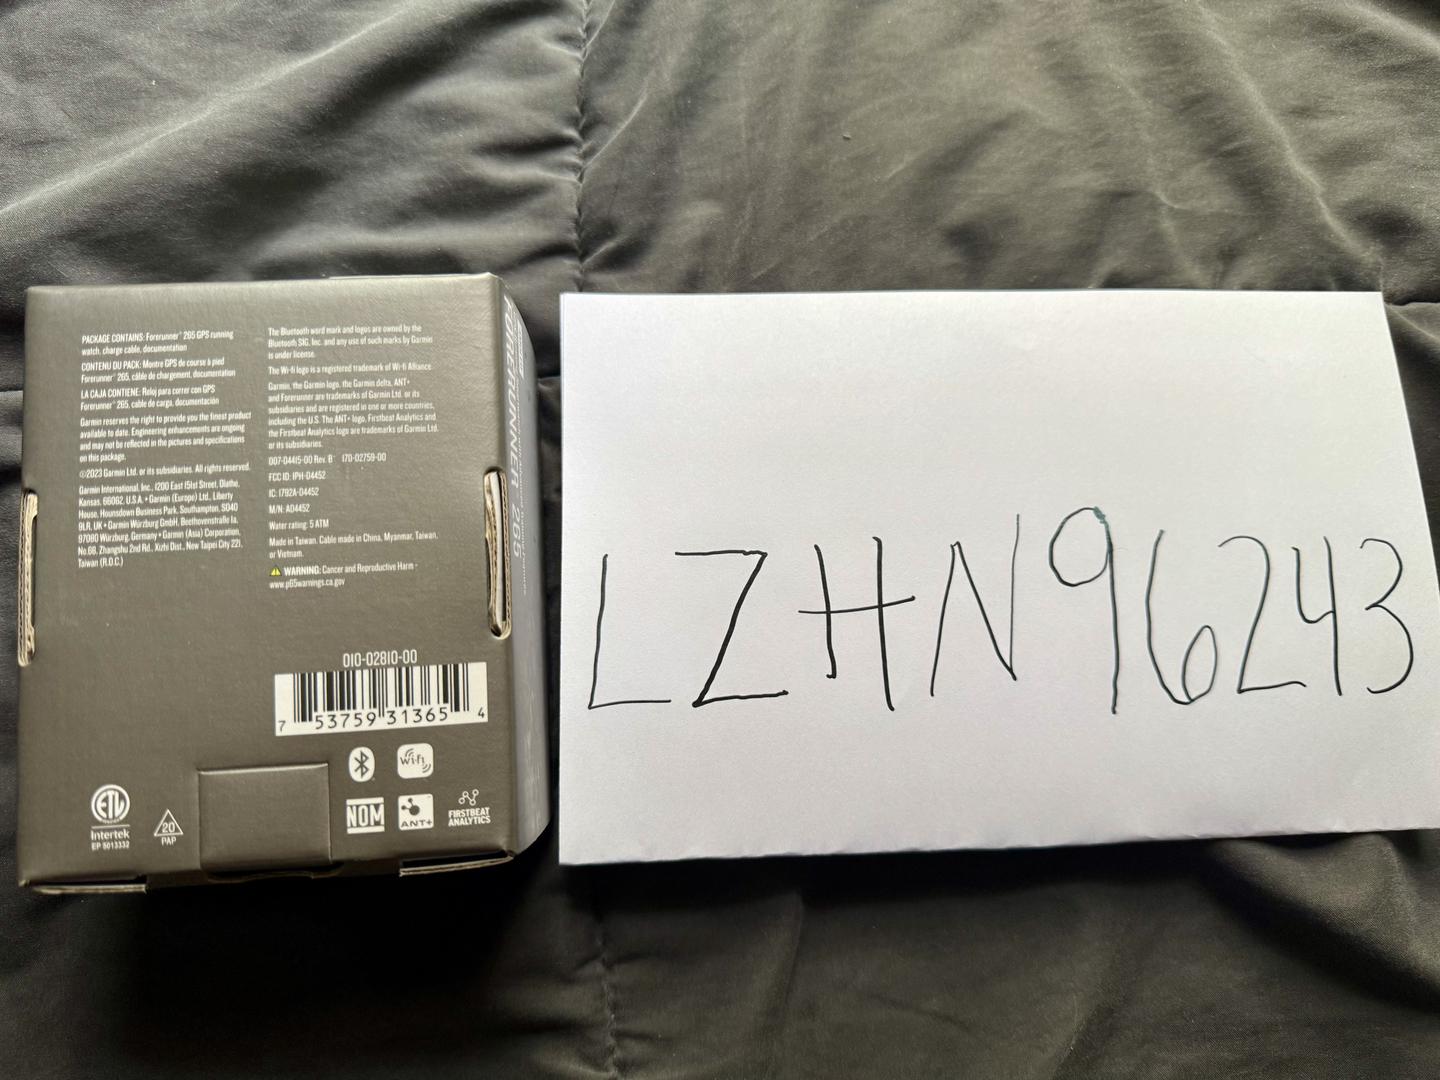 PACKAGE CONTAINS: Forerunner® 265 GPS running
watch, charge cable, documentation
CONTENU DU PACK: Montre GPS de course à pied
Forerunner® 265, câble de chargement, documentation
LA CAJA CONTIENE: Reloj para correr con GPS
Forerunner® 265, cable de carga, documentación
Garmin reserves the right to provide you the finest product
available to date. Engineering enhancements are ongoing
and may not be reflected in the pictures and specifications
on this package.
©2023 Garmin Ltd. or its subsidiaries. All rights reserved.
Garmin International, Inc., 1200 East 151st Street, Olathe,
Kansas, 66062, U.S.A. • Garmin (Europe) Ltd., Liberty
House, Hounsdown Business Park, Southampton, SO40
9LR, UK • Garmin Würzburg GmbH, Beethovenstraße 1a,
97080 Würzburg, Germany • Garmin (Asia) Corporation,
No.68, Zhangshu 2nd Rd., Xizhi Dist., New Taipei City 221,
Taiwan (R.O.C.)
The Bluetooth word mark and logos are owned by the
Bluetooth SIG, Inc. and any use of such marks by Garmin
is under license.
The Wi-Fi logo is a registered trademark of Wi-Fi Alliance.
Garmin, the Garmin logo, the Garmin delta, ANT+
and Forerunner are trademarks of Garmin Ltd. or its
subsidiaries and are registered in one or more countries,
including the U.S. The ANT+ logo, Firstbeat Analytics and
the Firstbeat Analytics logo are trademarks of Garmin Ltd.
or its subsidiaries.
007-04415-00 Rev. B 170-02759-00
FCC ID: IPH-04452
IC: 1792A-04452
M/N: A04452
Water rating: 5 ATM
Made in Taiwan. Cable made in China, Myanmar, Taiwan,
or Vietnam.
WARNING: Cancer and Reproductive Harm -
www.p65warnings.ca.gov
010-02810-00
7 53759 31365 4
Wi-Fi
ETL
Intertek
EP 5013332
20
PAP
NOM
ANT+
FIRSTBEAT
ANALYTICS
FORERUNNER 265
LZHN96243